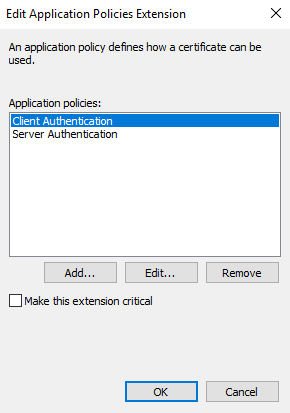 Edit Application Policies Extension
An application policy defines how a certificate can be
used.
Application policies:
Client Authentication
Server Authentication
Add... Edit... Remove
Make this extension critical
OK Cancel